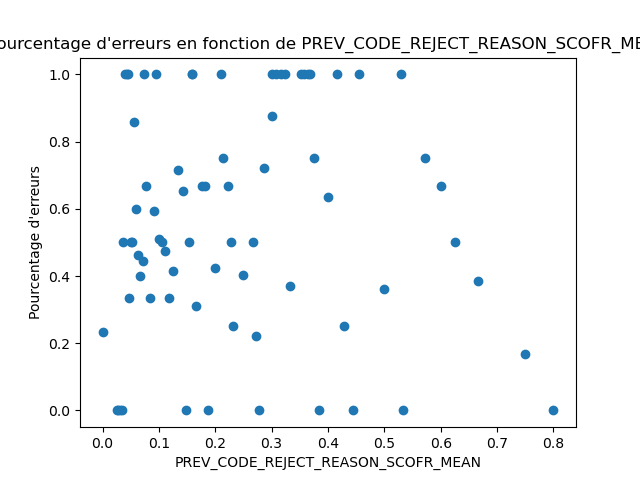 ourcentage d'erreurs en fonction de PREV_CODE_REJECT_REASON_SCOFR_ME
Pourcentage d'erreurs
1.0
0.8
0.6
0.4
0.2
0.0
0.0 0.1 0.2 0.3 0.4 0.5 0.6 0.7 0.8
PREV_CODE_REJECT_REASON_SCOFR_MEAN